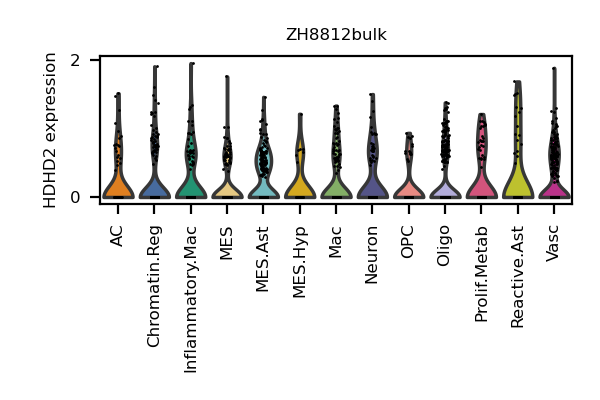 ZH8812bulk
HDHD2 expression
2
0
AC
Chromatin.Reg
Inflammatory.Mac
MES
MES.Ast
MES.Hyp
Mac
Neuron
OPC
Oligo
Prolif.Metab
Reactive.Ast
Vasc